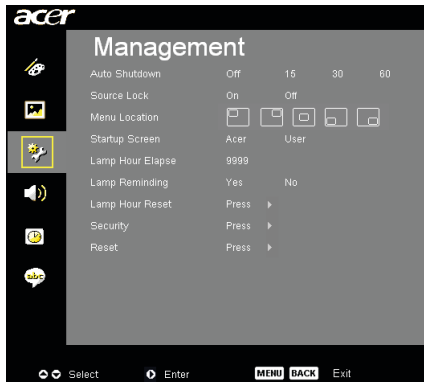 acer
Management
Auto Shutdown Off 15 30 60
Source Lock On Off
Menu Location
Startup Screen Acer User
Lamp Hour Elapse 9999
Lamp Reminding Yes No
Lamp Hour Reset Press
Security Press
Reset Press
abc
Select Enter MENU BACK Exit